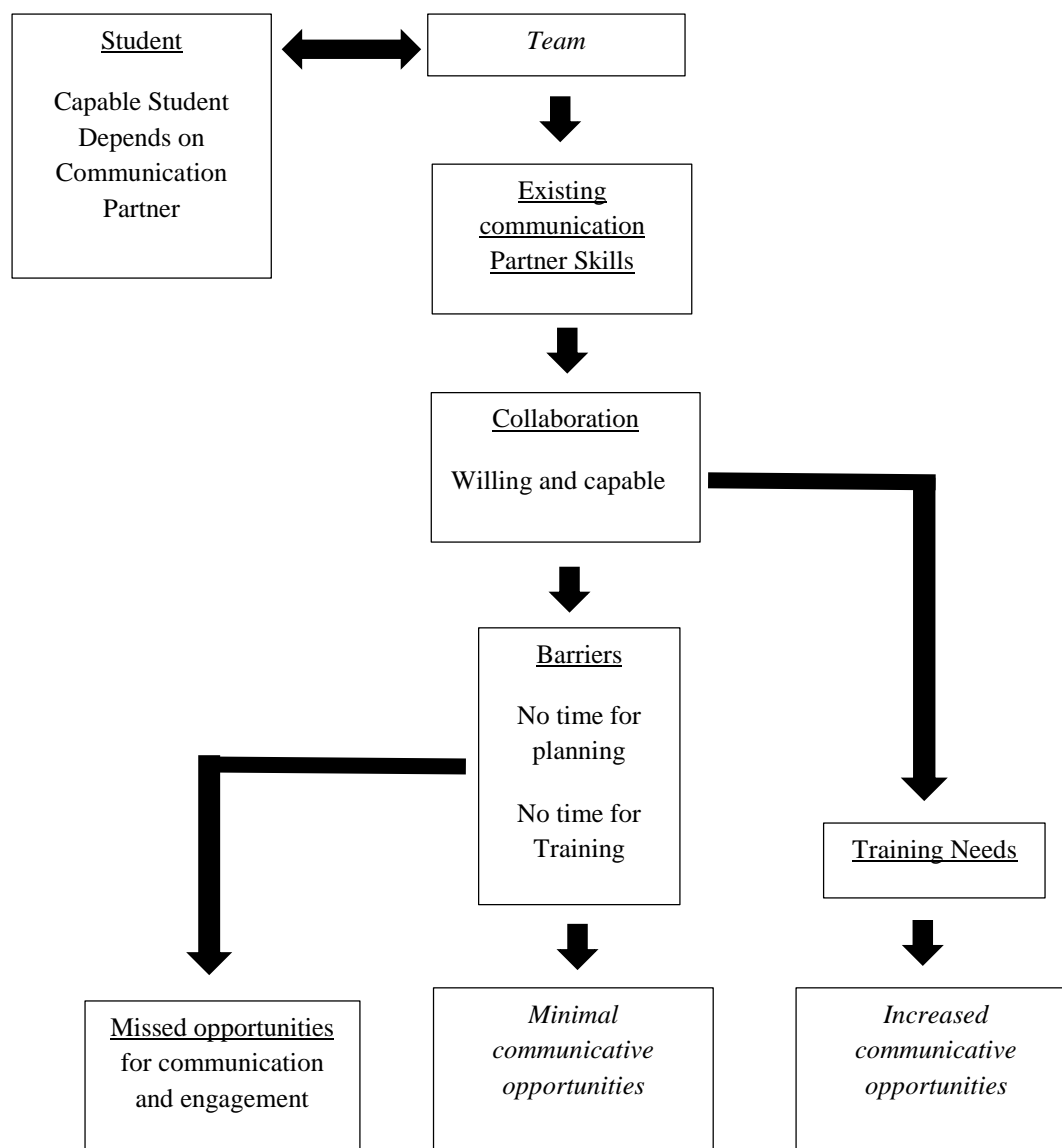 Student
Capable Student
Depends on
Communication
Partner
Team
Existing
communication
Partner Skills
Collaboration
Willing and capable
Barriers
No time for
planning
No time for
Training
Training Needs
Missed opportunities
for communication
and engagement
Minimal
communicative
opportunities
Increased
communicative
opportunities